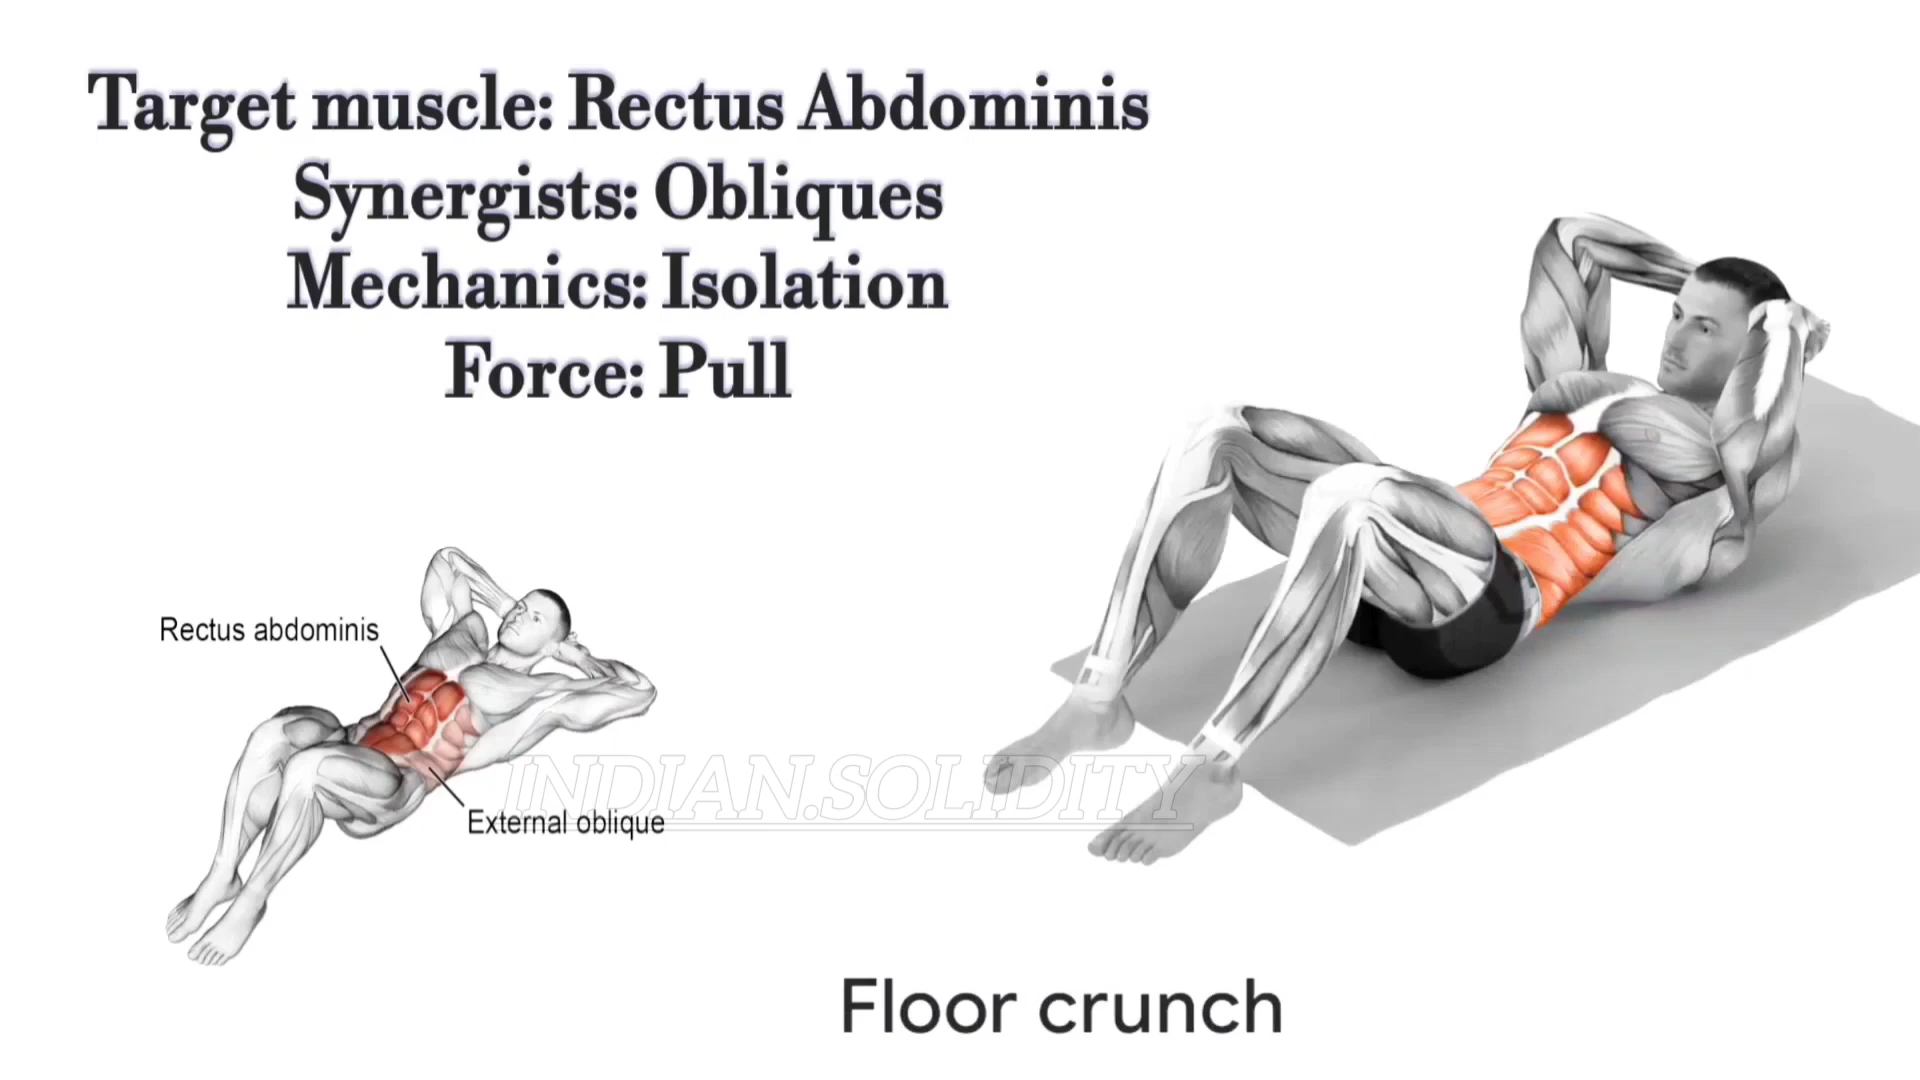 Target muscle: Rectus Abdominis
Synergists: Obliques
Mechanics: Isolation
Force: Pull
Rectus abdominis
INDIAN.SOLIDITY
External oblique
Floor crunch